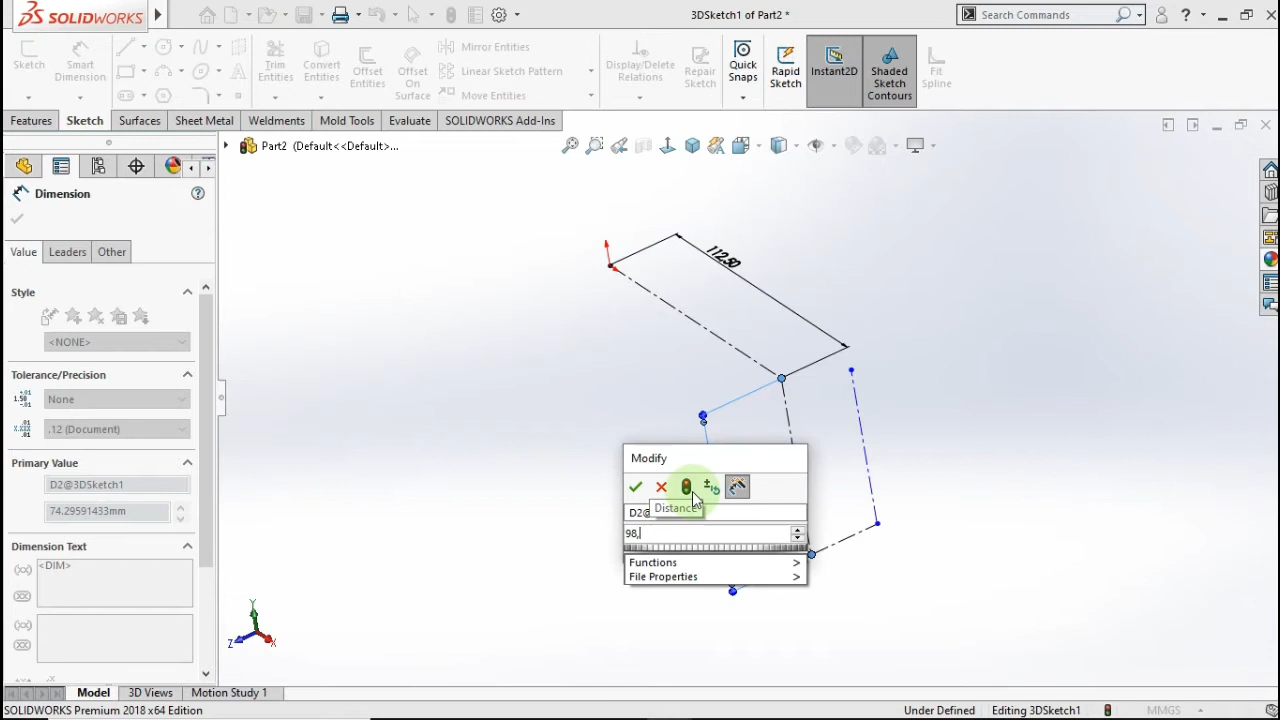 SOLIDWORKS
3DSketch1 of Part2 *
Search Commands
?
Sketch
Smart Dimension
Trim Entities
Convert Entities
Offset Entities
Offset On Surface
Mirror Entities
Linear Sketch Pattern
Move Entities
Display/Delete Relations
Repair Sketch
Quick Snaps
Rapid Sketch
Instant2D
Shaded Sketch Contours
Fit Spline
Features
Sketch
Surfaces
Sheet Metal
Weldments
Mold Tools
Evaluate
SOLIDWORKS Add-Ins
Part2 (Default<<Default>...
Dimension
?
Value
Leaders
Other
Style
<NONE>
Tolerance/Precision
None
.12 (Document)
Primary Value
D2@3DSketch1
74.29591433mm
Dimension Text
<DIM>
112,50
Modify
D2@
Distance
98,
Functions >
File Properties >
Y
Z
X
Model
3D Views
Motion Study 1
SOLIDWORKS Premium 2018 x64 Edition
Under Defined
Editing 3DSketch1
MMGS